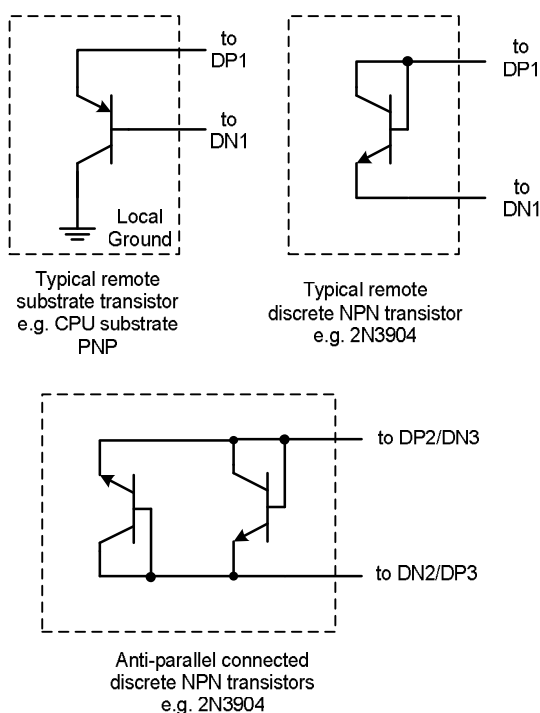 to
DP1
to
DN1
Local
Ground
Typical remote
substrate transistor
e.g. CPU substrate
PNP
to
DP1
to
DN1
Typical remote
discrete NPN transistor
e.g. 2N3904
to DP2/DN3
to DN2/DP3
Anti-parallel connected
discrete NPN transistors
e.g. 2N3904